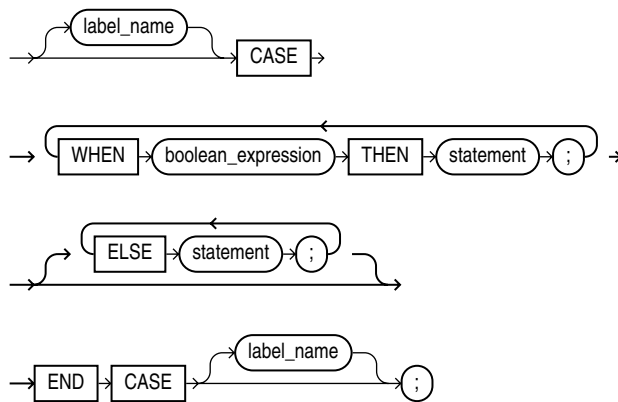 label_name
CASE
WHEN boolean_expression THEN statement ;
ELSE statement ;
label_name
END CASE ;